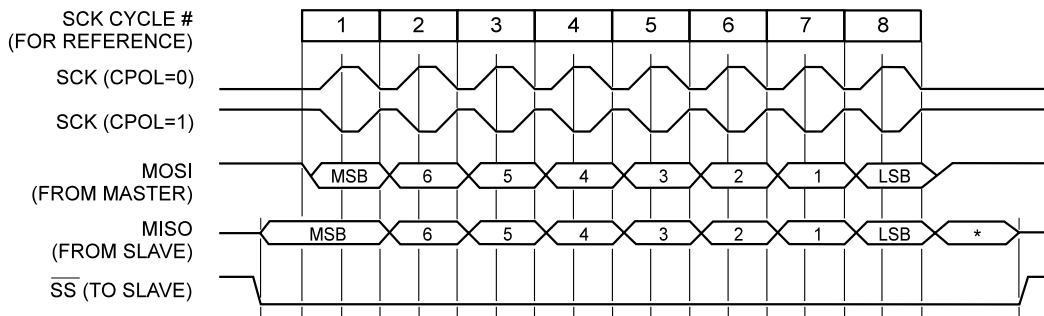 SCK CYCLE #
(FOR REFERENCE)
1 2 3 4 5 6 7 8
SCK (CPOL=0)
SCK (CPOL=1)
MOSI
(FROM MASTER)
MSB 6 5 4 3 2 1 LSB
MISO
(FROM SLAVE)
MSB 6 5 4 3 2 1 LSB *
SS (TO SLAVE)